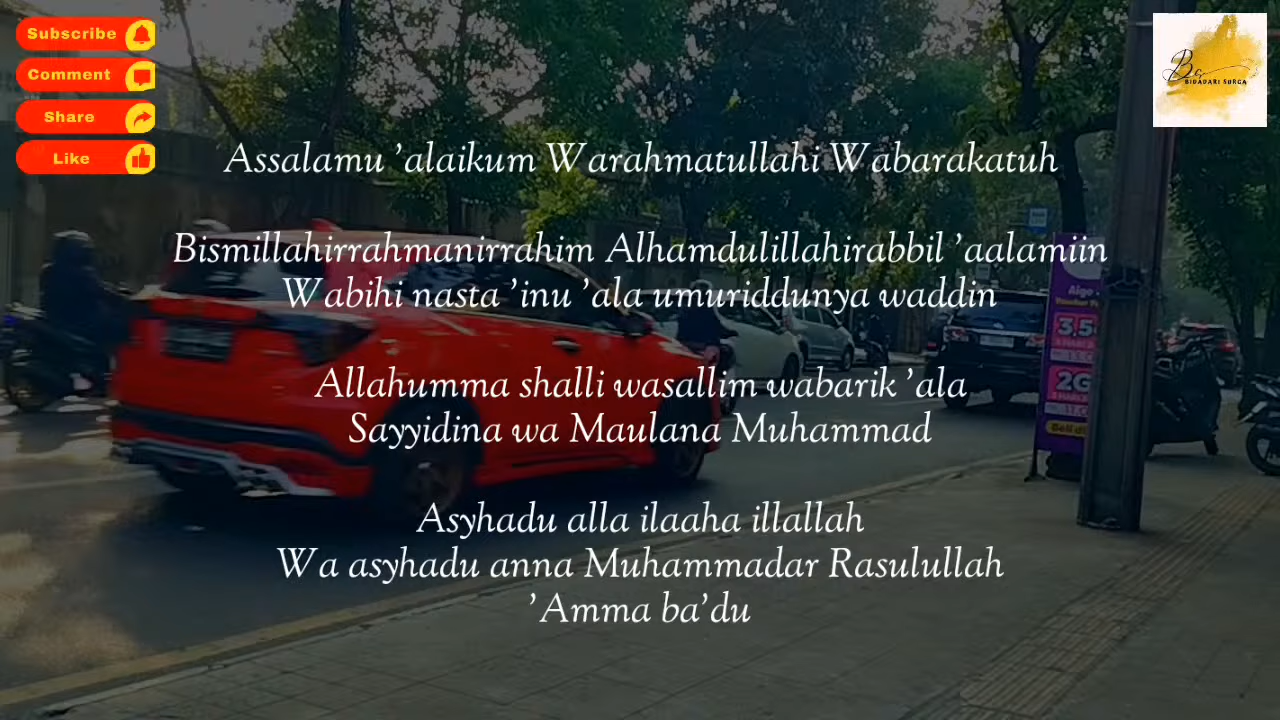 Subscribe
Comment
Share
Like
BIDADARI SURGA
Assalamu 'alaikum Warahmatullahi Wabarakatuh
Bismillahirrahmanirrahim Alhamdulillahirabbil 'aalamiin
Wabihi nasta 'inu 'ala umuriddunya waddin
Allahumma shalli wasallim wabarik 'ala
Sayyidina wa Maulana Muhammad
Asyhadu alla ilaaha illallah
Wa asyhadu anna Muhammadar Rasulullah
'Amma ba'du